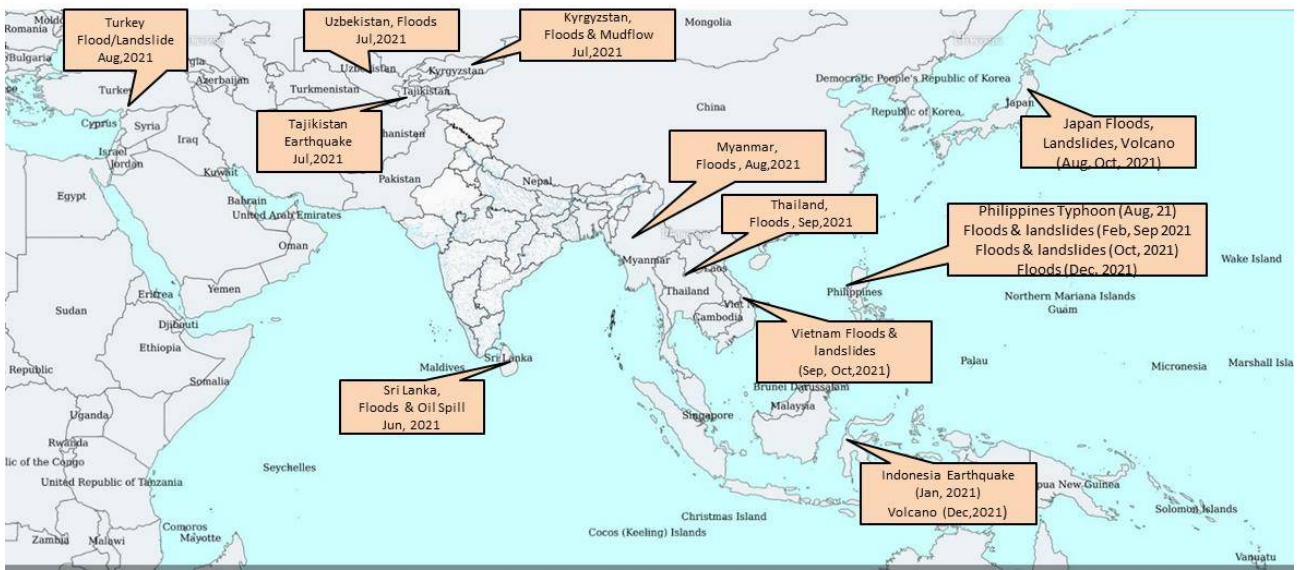 Turkey
Flood/Landslide
Aug,2021
Uzbekistan, Floods
Jul,2021
Kyrgyzstan,
Floods & Mudflow
Jul,2021
Tajikistan
Earthquake
Jul,2021
Myanmar,
Floods , Aug,2021
Thailand,
Floods , Sep,2021
Japan Floods,
Landslides, Volcano
(Aug, Oct, 2021)
Philippines Typhoon (Aug, 21)
Floods & landslides (Feb, Sep 2021
Floods & landslides (Oct, 2021)
Floods (Dec, 2021)
Vietnam Floods &
landslides
(Sep, Oct,2021)
Sri Lanka,
Floods & Oil Spill
Jun, 2021
Indonesia Earthquake
(Jan, 2021)
Volcano (Dec,2021)
Romania
Bulgaria
Mongolia
Azerbaijan
Turkmenistan
Kyrgyzstan
Tajikistan
Turkey
Democratic People's Republic of Korea
Republic of Korea
Japan
China
Cyprus
Syria
Iraq
Israel
Jordan
Kuwait
Pakistan
Nepal
Egypt
Bahrain
United Arab Emirates
Oman
Myanmar
Laos
Thailand
Cambodia
Philippines
Wake Island
Northern Mariana Islands
Guam
Yemen
Eritrea
Sudan
Djibouti
Ethiopia
Somalia
Republic
Maldives
Sri Lanka
Palau
Micronesia
Brunei Darussalam
Malaysia
Singapore
Uganda
Rwanda
lic of the Congo
United Republic of Tanzania
Seychelles
Solomon Islands
Christmas Island
Cocos (Keeling) Islands
Comoros
Mayotte
Zambia
Malawi
Vanuatu